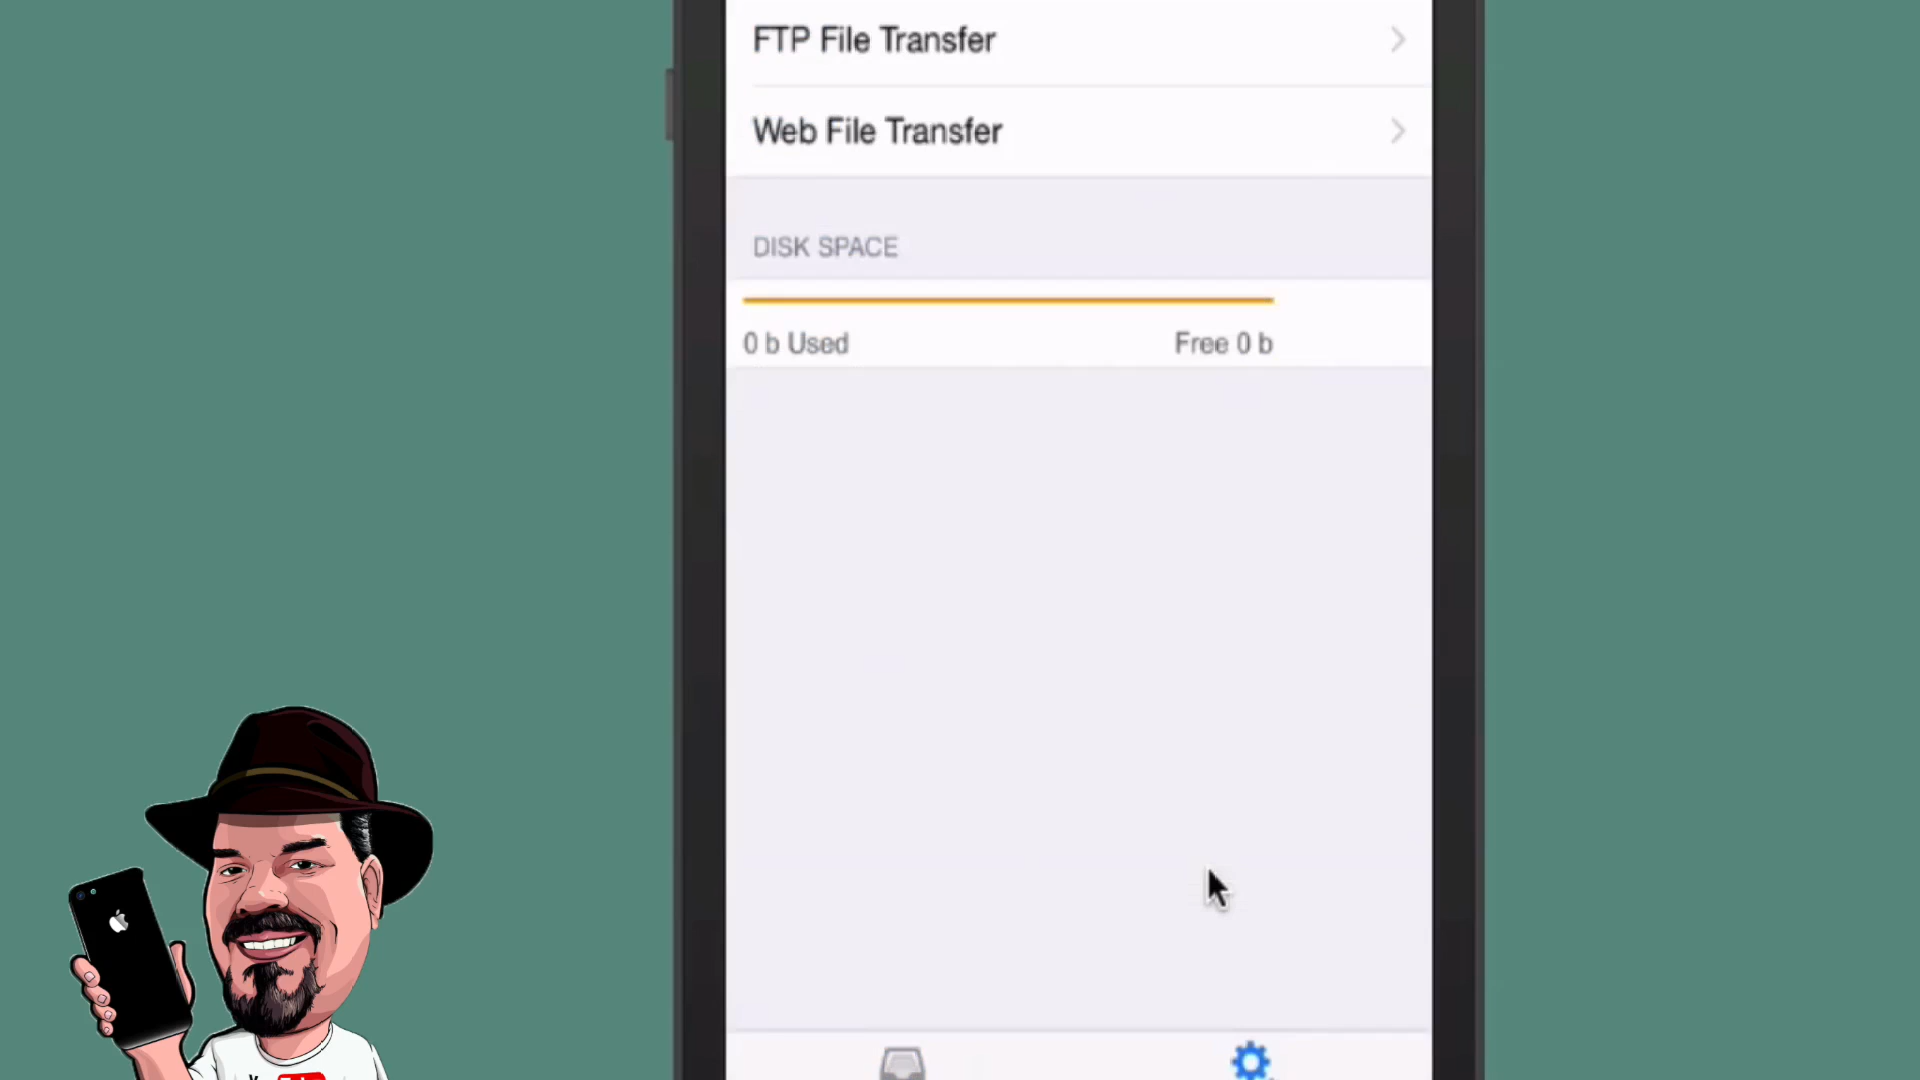 FTP File Transfer
Web File Transfer
DISK SPACE
0 b Used
Free 0 b